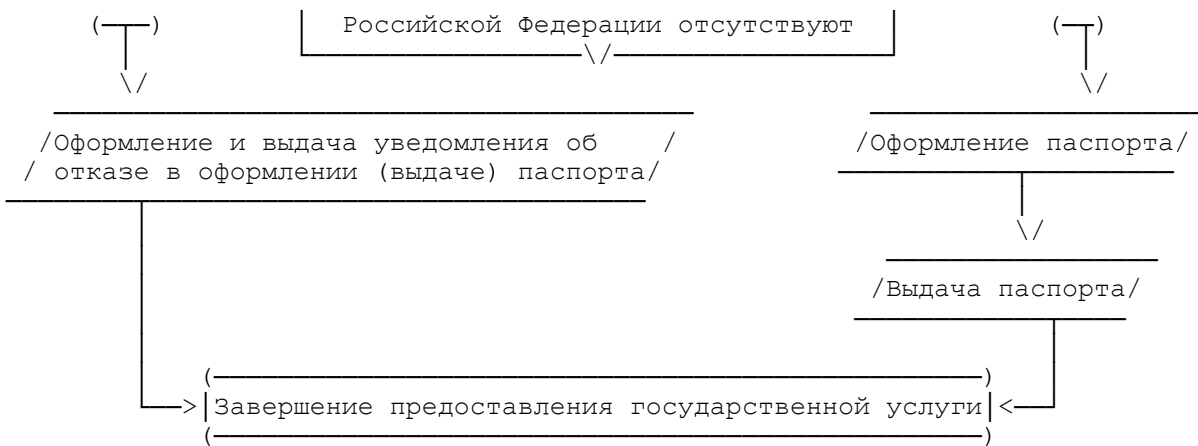 Российской Федерации отсутствуют
Оформление и выдача уведомления об
отказе в оформлении (выдаче) паспорта
Оформление паспорта
Выдача паспорта
Завершение предоставления государственной услуги